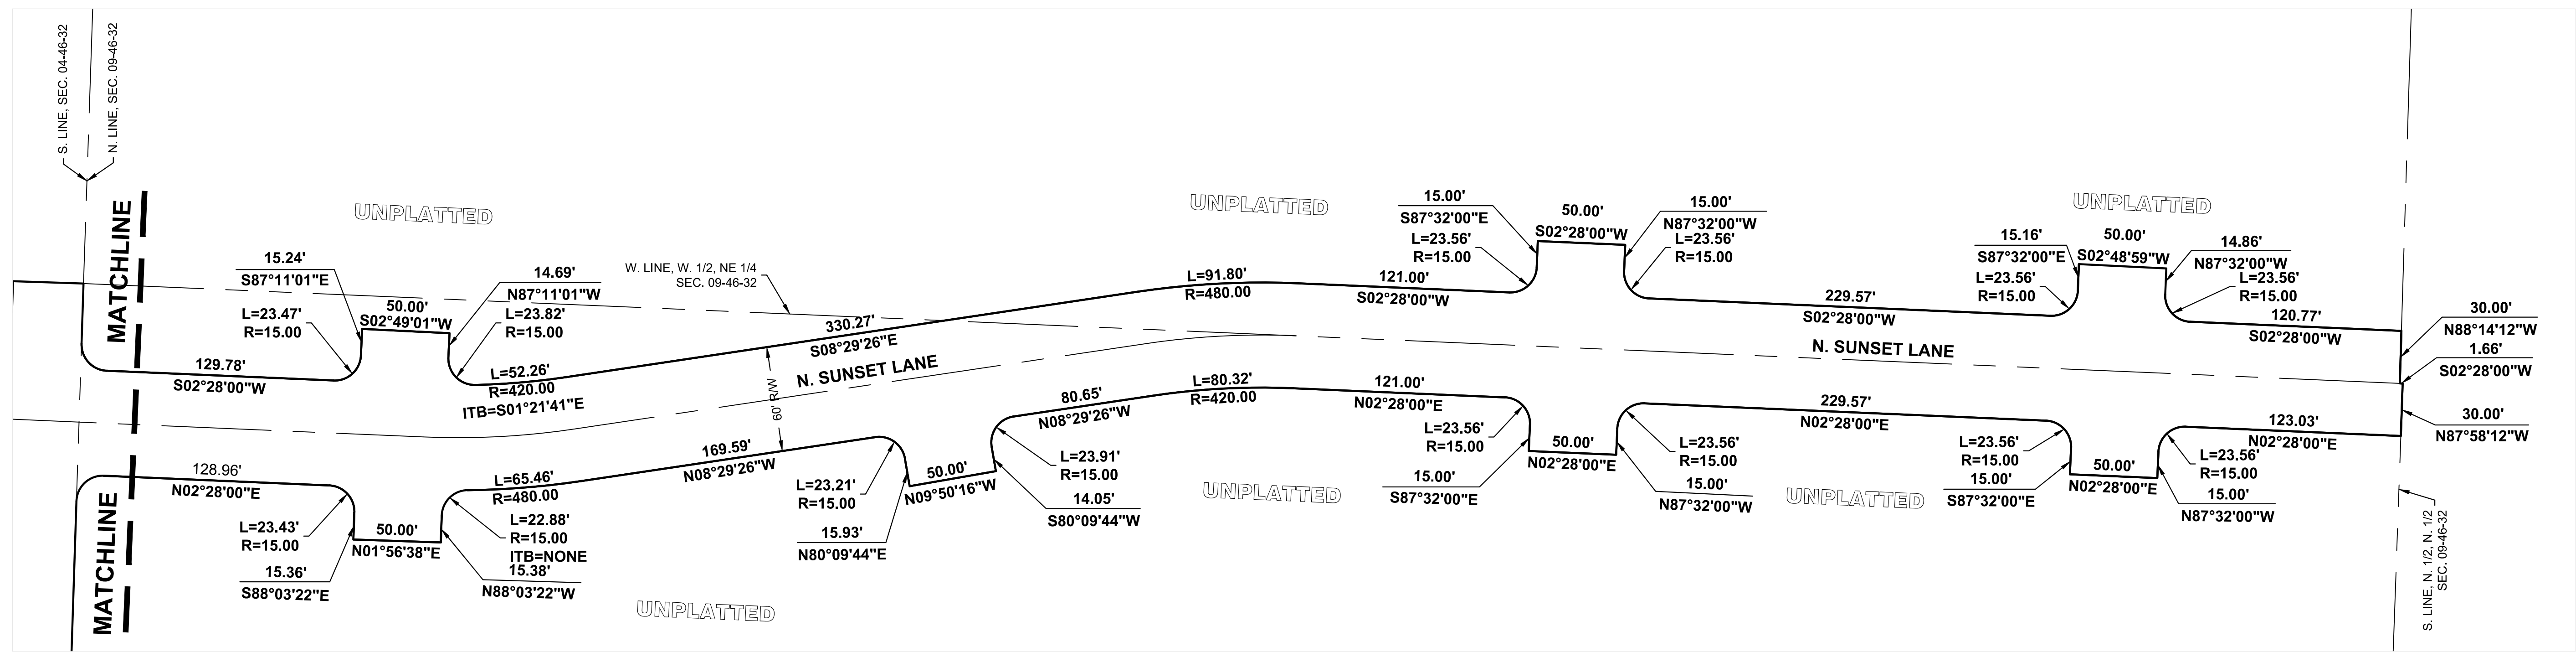 S. LINE, SEC. 04-46-32
N. LINE, SEC. 09-46-32
MATCHLINE
MATCHLINE
UNPLATTED
15.24'
S87°11'01"E
L=23.47'
R=15.00
50.00'
S02°49'01"W
14.69'
N87°11'01"W
L=23.82'
R=15.00
129.78'
S02°28'00"W
L=52.26'
R=420.00
ITB=S01°21'41"E
W. LINE, W. 1/2, NE 1/4
SEC. 09-46-32
330.27'
S08°29'26"E
N. SUNSET LANE
60' R/W
UNPLATTED
L=91.80'
R=480.00
121.00'
S02°28'00"W
15.00'
S87°32'00"E
L=23.56'
R=15.00
50.00'
S02°28'00"W
15.00'
N87°32'00"W
L=23.56'
R=15.00
229.57'
S02°28'00"W
N. SUNSET LANE
UNPLATTED
15.16'
S87°32'00"E
L=23.56'
R=15.00
50.00'
S02°48'59"W
14.86'
N87°32'00"W
L=23.56
R=15.00
120.77'
S02°28'00"W
30.00'
N88°14'12"W
1.66'
S02°28'00"W
30.00'
N87°58'12"W
128.96'
N02°28'00"E
L=23.43'
R=15.00
50.00'
N01°56'38"E
15.36'
S88°03'22"E
L=65.46'
R=480.00
L=22.88'
R=15.00
ITB=NONE
15.38'
N88°03'22"W
169.59'
N08°29'26"W
UNPLATTED
L=23.21'
R=15.00
15.93'
N80°09'44"E
50.00'
N09°50'16"W
L=23.91'
R=15.00
14.05'
S80°09'44"W
80.65'
N08°29'26"W
L=80.32'
R=420.00
121.00'
N02°28'00"E
UNPLATTED
L=23.56'
R=15.00
15.00'
S87°32'00"E
50.00'
N02°28'00"E
L=23.56'
R=15.00
15.00'
N87°32'00"W
229.57'
N02°28'00"E
UNPLATTED
L=23.56'
R=15.00
15.00'
S87°32'00"E
50.00'
N02°28'00"E
L=23.56'
R=15.00
15.00'
N87°32'00"W
123.03'
N02°28'00"E
S. LINE, N. 1/2, N. 1/2
SEC. 09-46-32